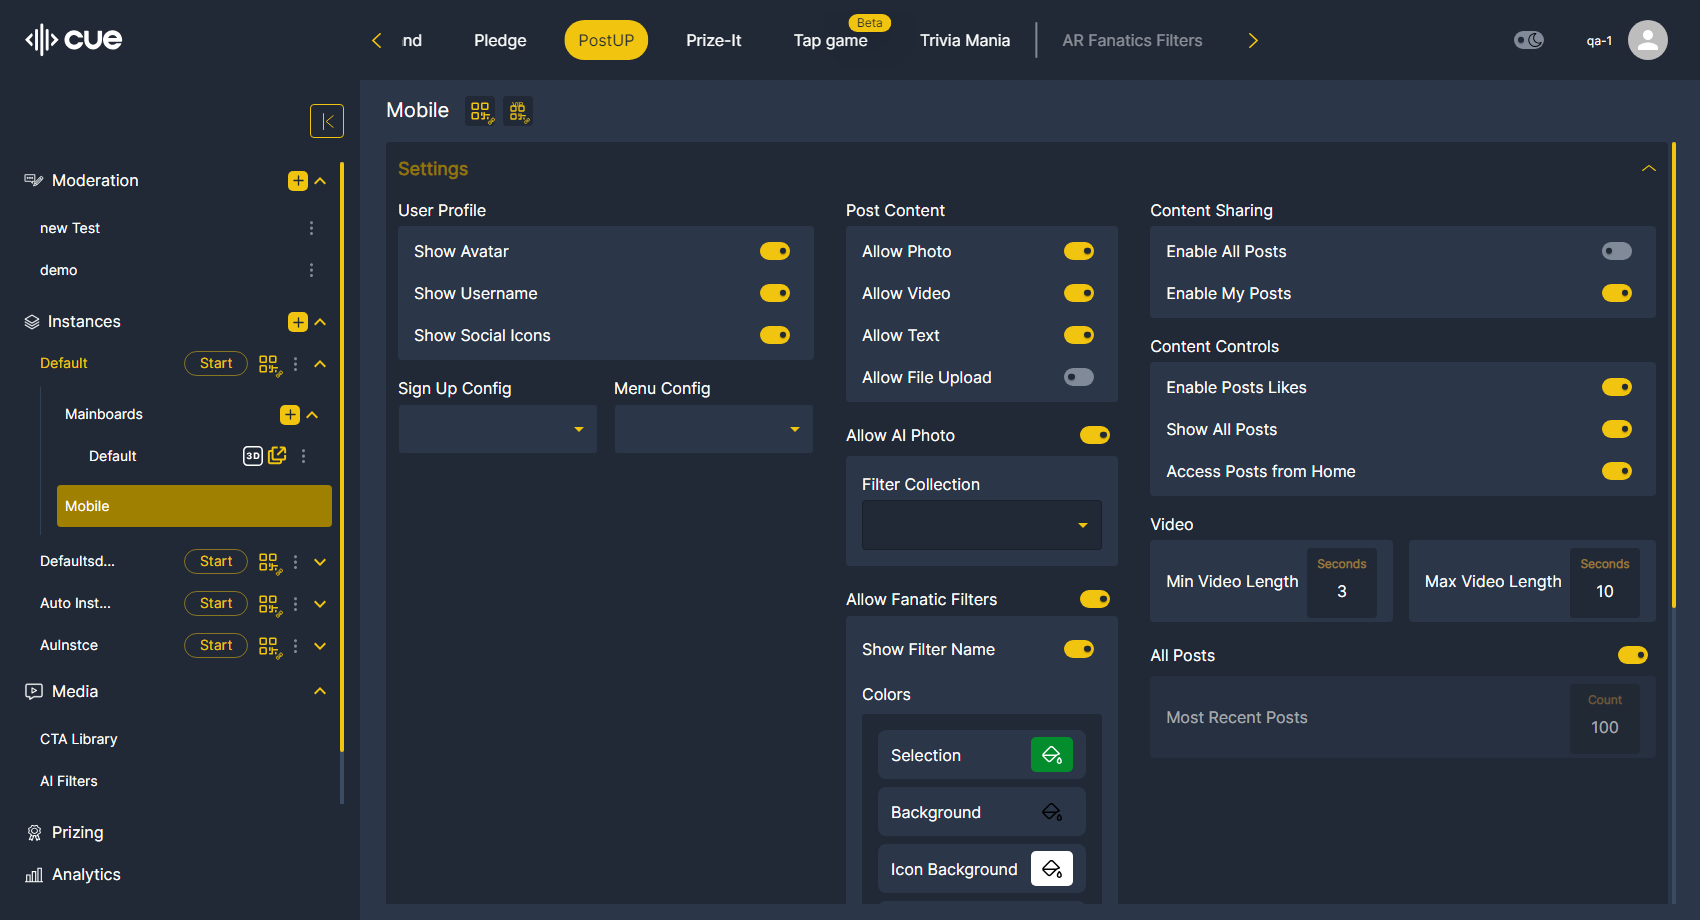 cue
nd
Pledge
PostUP
Prize-It
Beta
Tap game
Trivia Mania
AR Fanatics Filters
qa-1
Moderation
new Test
demo
Instances
Default
Start
Mainboards
Default
3D
Mobile
Defaultsd...
Start
Auto Inst...
Start
AuInstce
Start
Media
CTA Library
AI Filters
Prizing
Analytics
Mobile
Settings
User Profile
Show Avatar
Show Username
Show Social Icons
Sign Up Config
Menu Config
Post Content
Allow Photo
Allow Video
Allow Text
Allow File Upload
Allow AI Photo
Filter Collection
Allow Fanatic Filters
Show Filter Name
Colors
Selection
Background
Icon Background
Content Sharing
Enable All Posts
Enable My Posts
Content Controls
Enable Posts Likes
Show All Posts
Access Posts from Home
Video
Min Video Length
Seconds
3
Max Video Length
Seconds
10
All Posts
Most Recent Posts
Count
100